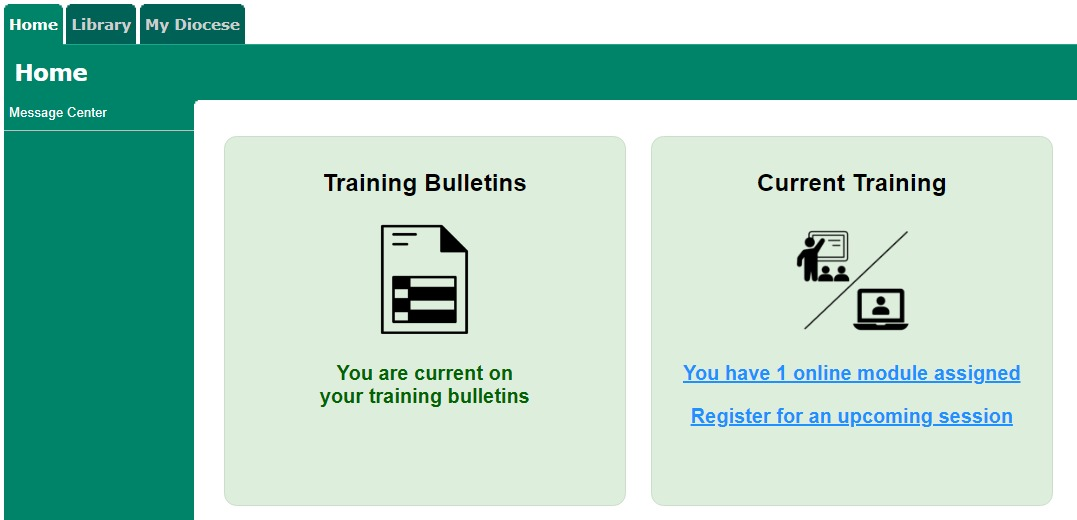 Home Library My Diocese
Home
Message Center
Training Bulletins
You are current on
your training bulletins
Current Training
You have 1 online module assigned
Register for an upcoming session